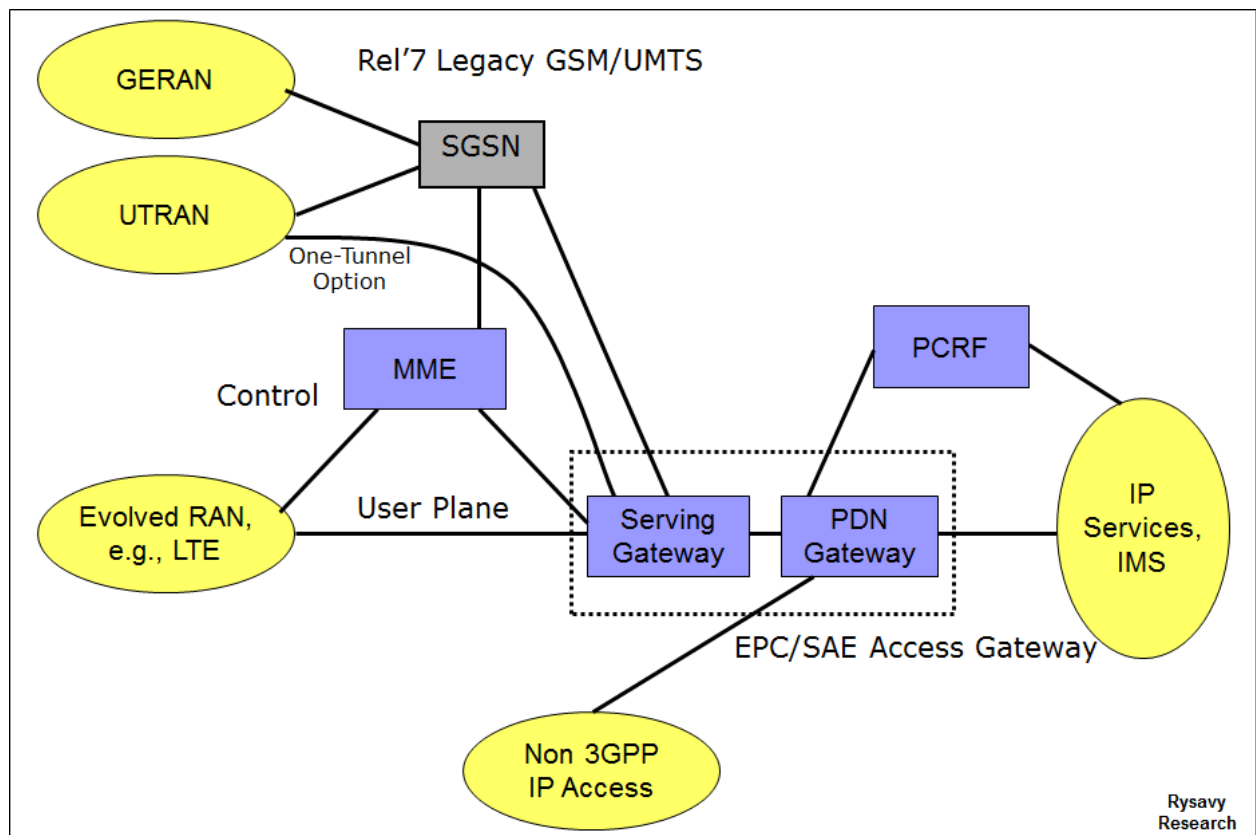 GERAN
Rel'7 Legacy GSM/UMTS
SGSN
UTRAN
One-Tunnel
Option
MME
PCRF
Control
User Plane
Evolved RAN,
e.g., LTE
Serving
Gateway
PDN
Gateway
IP
Services,
IMS
EPC/SAE Access Gateway
Non 3GPP
IP Access
Rysavy
Research